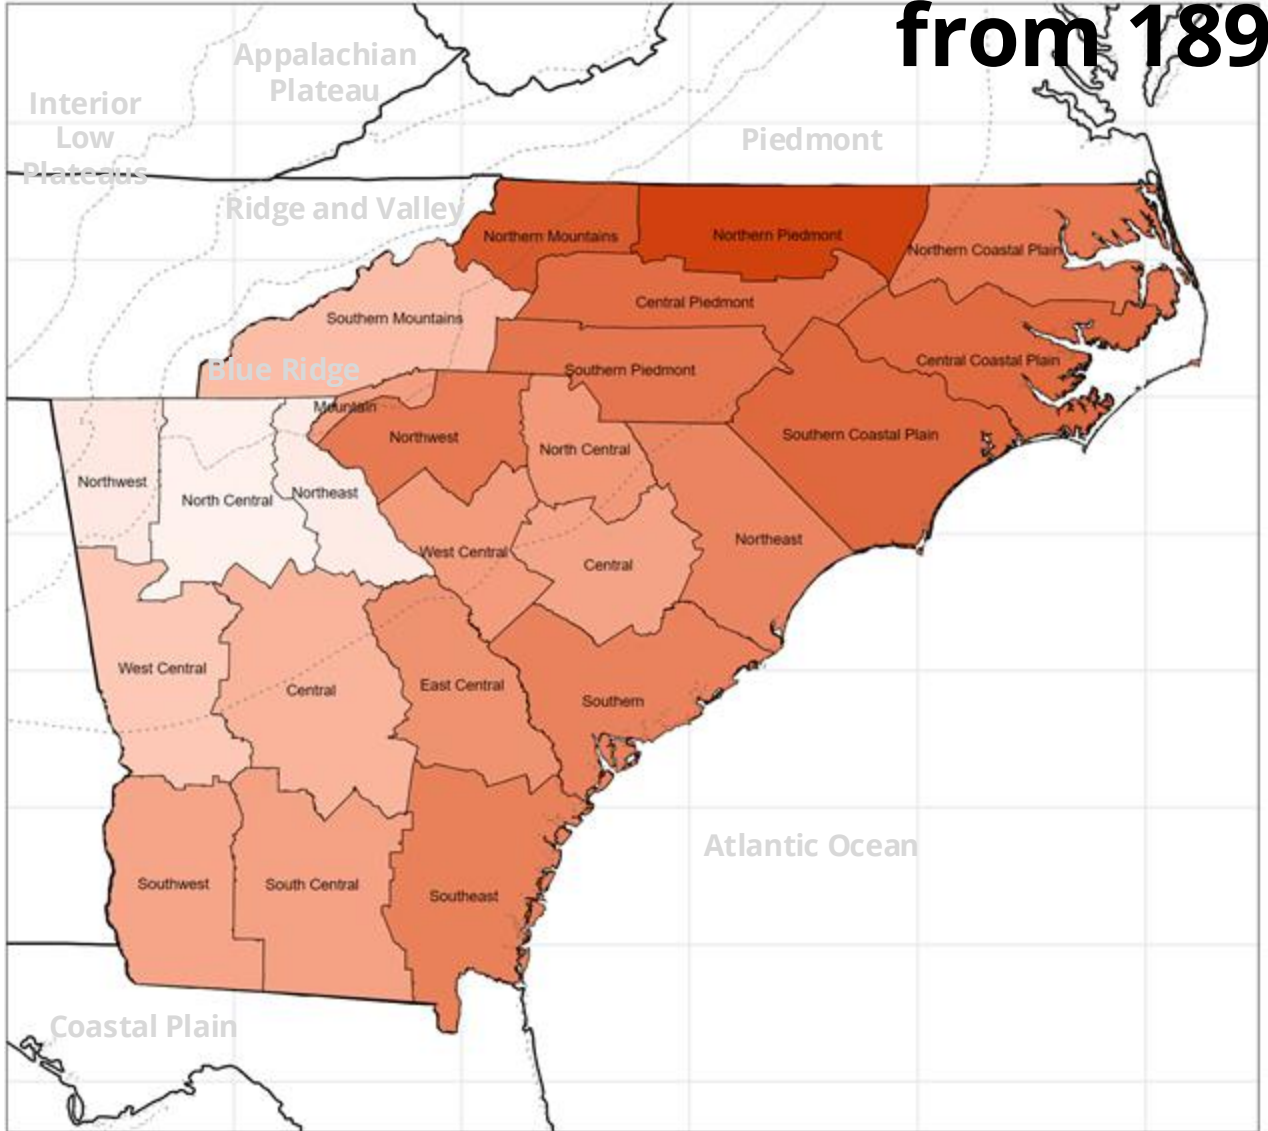 from 189
Appalachian
Plateau
Interior
Low
Plateaus
Piedmont
Ridge and Valley
Northern Mountains
Northern Piedmont
Northern Coastal Plain
Central Piedmont
Southern Mountains
Blue Ridge
Southern Piedmont
Central Coastal Plain
Mountain
Northwest
North Central
Southern Coastal Plain
Northwest
North Central
Northeast
West Central
Central
Northeast
West Central
Central
East Central
Southern
Atlantic Ocean
Southwest
South Central
Southeast
Coastal Plain